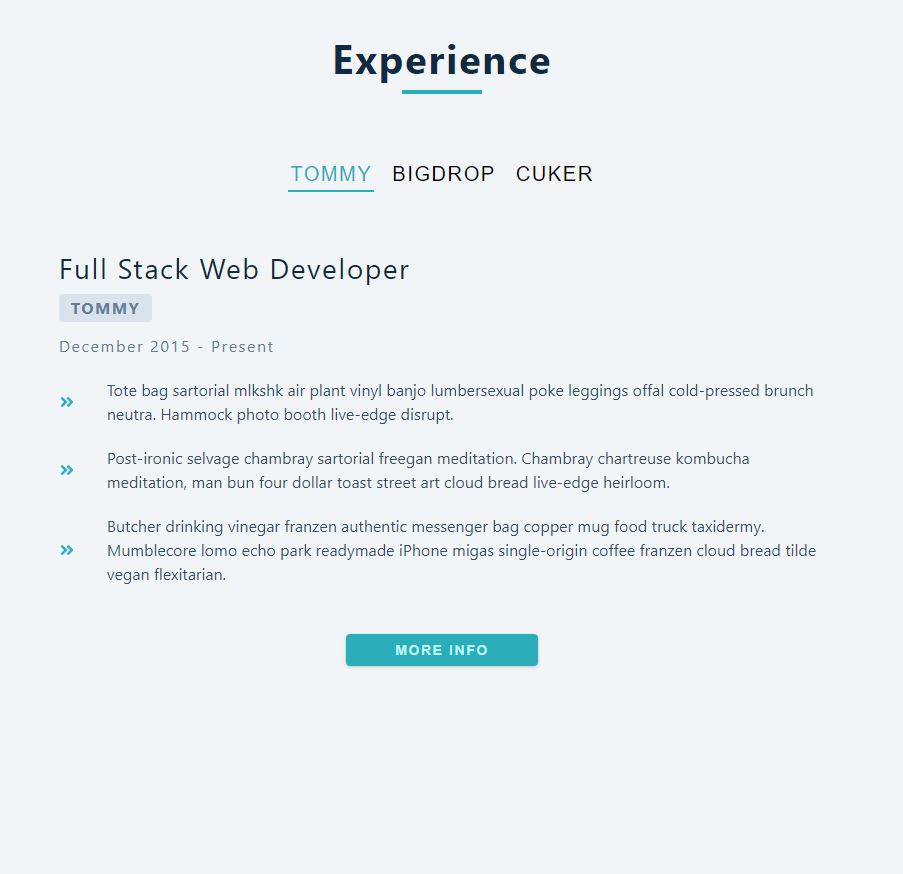 Experience
TOMMY BIGDROP CUKER
Full Stack Web Developer
TOMMY
December 2015 - Present
Tote bag sartorial mlkshk air plant vinyl banjo lumbersexual poke leggings offal cold-pressed brunch
neutra. Hammock photo booth live-edge disrupt.
Post-ironic selvage chambray sartorial freegan meditation. Chambray chartreuse kombucha
meditation, man bun four dollar toast street art cloud bread live-edge heirloom.
Butcher drinking vinegar franzen authentic messenger bag copper mug food truck taxidermy.
Mumblecore lomo echo park readymade iPhone migas single-origin coffee franzen cloud bread tilde
vegan flexitarian.
MORE INFO